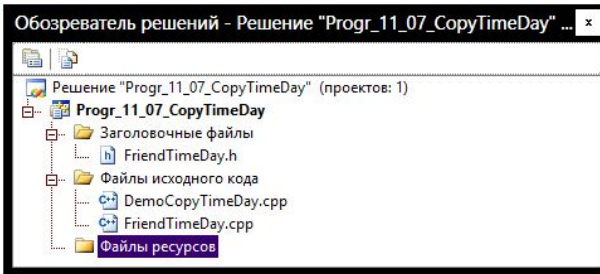 Обозреватель решений - Решение "Progr_11_07_CopyTimeDay" ...
Решение "Progr_11_07_CopyTimeDay" (проектов: 1)
Progr_11_07_CopyTimeDay
Заголовочные файлы
FriendTimeDay.h
Файлы исходного кода
DemoCopyTimeDay.cpp
FriendTimeDay.cpp
Файлы ресурсов